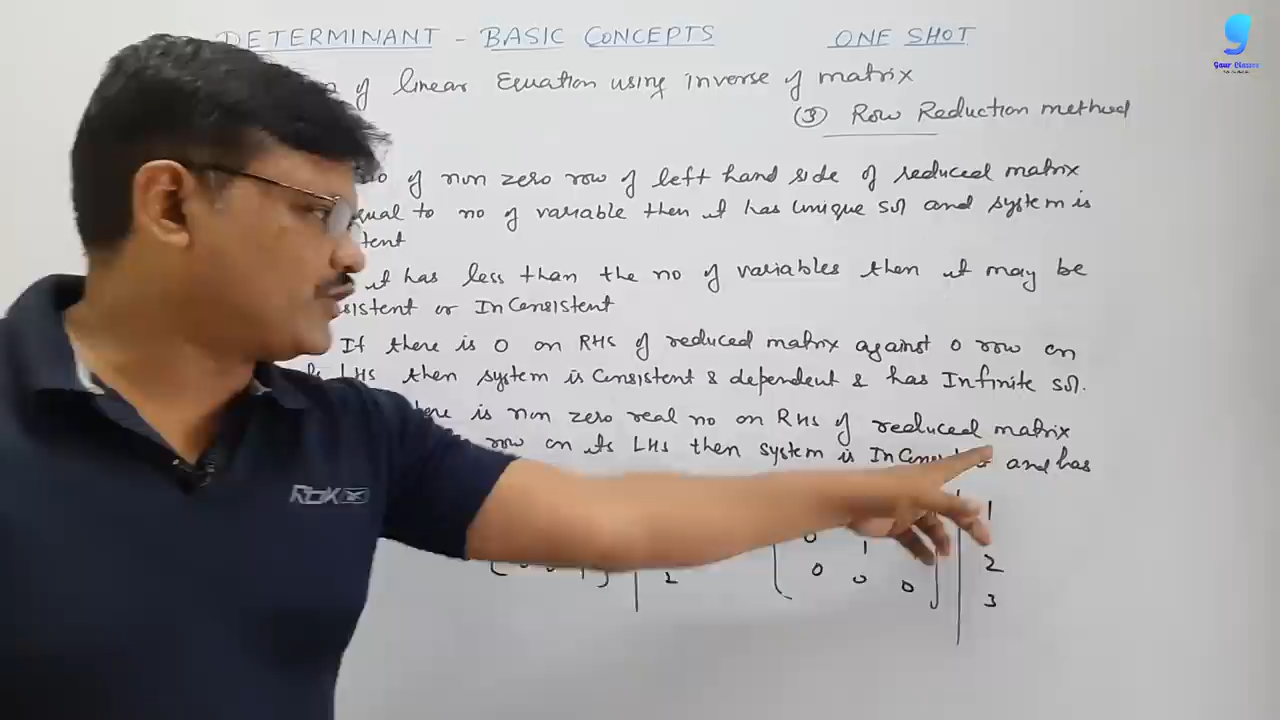 DETERMINANT - BASIC CONCEPTS ONE SHOT
of linear Equation using inverse of matrix
(3) Row Reduction method
no of non zero row of left hand side of reduced matrix
equal to no of variable then it has unique sol and system is
tent
it has less than the no of variables then it may be
sistent or InConsistent
If there is 0 on RHS of reduced matrix against 0 row on
LHS then system is Consistent & dependent & has Infinite sol.
here is non zero real no on RHS of reduced matrix
row on its LHS then system is and has
1
0 1 2
0 0 0 3
2
Gaur Classes